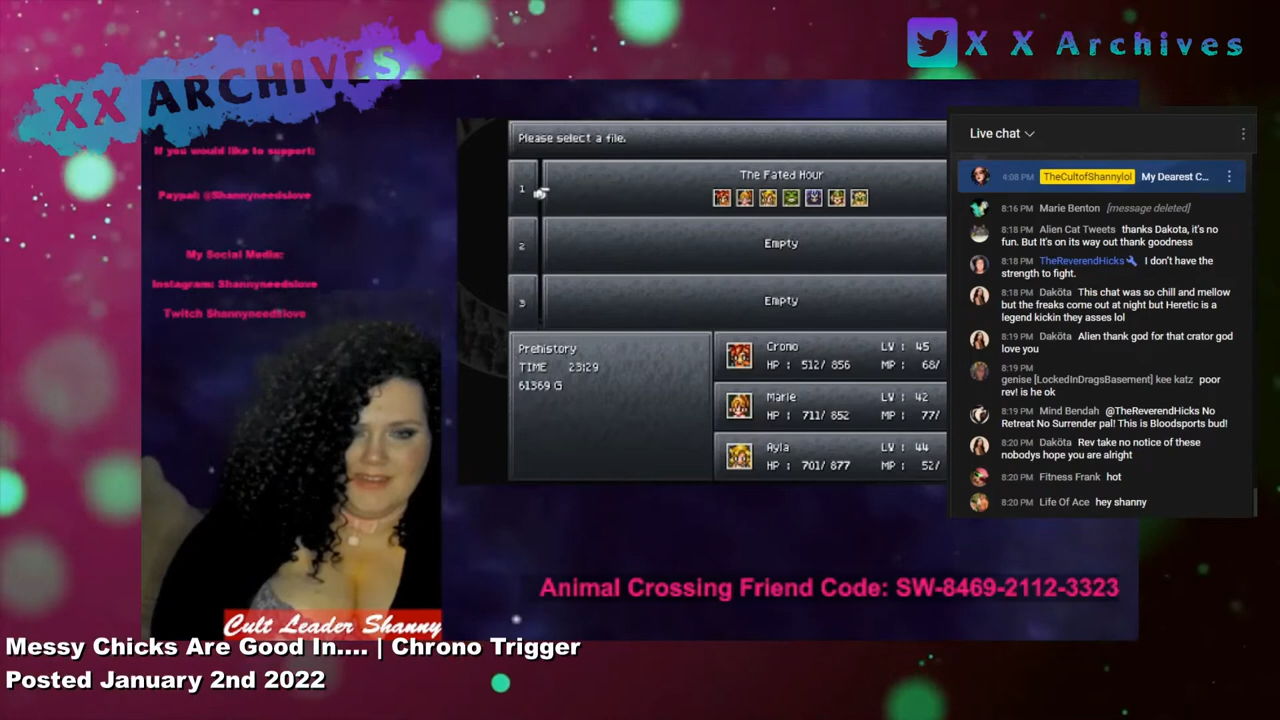 XX ARCHIVES
X X Archives
If you would like to support:
Paypal: @Shannyneedslove
My Social Media:
Instagram: Shannyneedslove
Twitch Shannyneedslove
Please select a file.
1
The Fated Hour
2
Empty
3
Empty
Prehistory
TIME 23:29
61369 G
Crono LV : 45
HP : 512/ 856 MP : 68/
Marle LV : 42
HP : 711/ 852 MP : 77/
Ayla LV : 44
HP : 701/ 877 MP : 52/
Live chat
4:08 PM TheCultofShannylol My Dearest C...
8:16 PM Marie Benton [message deleted]
8:18 PM Alien Cat Tweets thanks Dakota, it's no
fun. But It's on its way out thank goodness
8:18 PM TheReverendHicks I don't have the
strength to fight.
8:18 PM Daköta This chat was so chill and mellow
but the freaks come out at night but Heretic is a
legend kickin they asses lol
8:19 PM Daköta Alien thank god for that crator god
love you
8:19 PM
genise [LockedInDragsBasement] kee katz poor
rev! is he ok
8:19 PM Mind Bendah @TheReverendHicks No
Retreat No Surrender pal! This is Bloodsports bud!
8:20 PM Daköta Rev take no notice of these
nobodys hope you are alright
8:20 PM Fitness Frank hot
8:20 PM Life Of Ace hey shanny
Animal Crossing Friend Code: SW-8469-2112-3323
Cult Leader Shanny
Messy Chicks Are Good In.... | Chrono Trigger
Posted January 2nd 2022